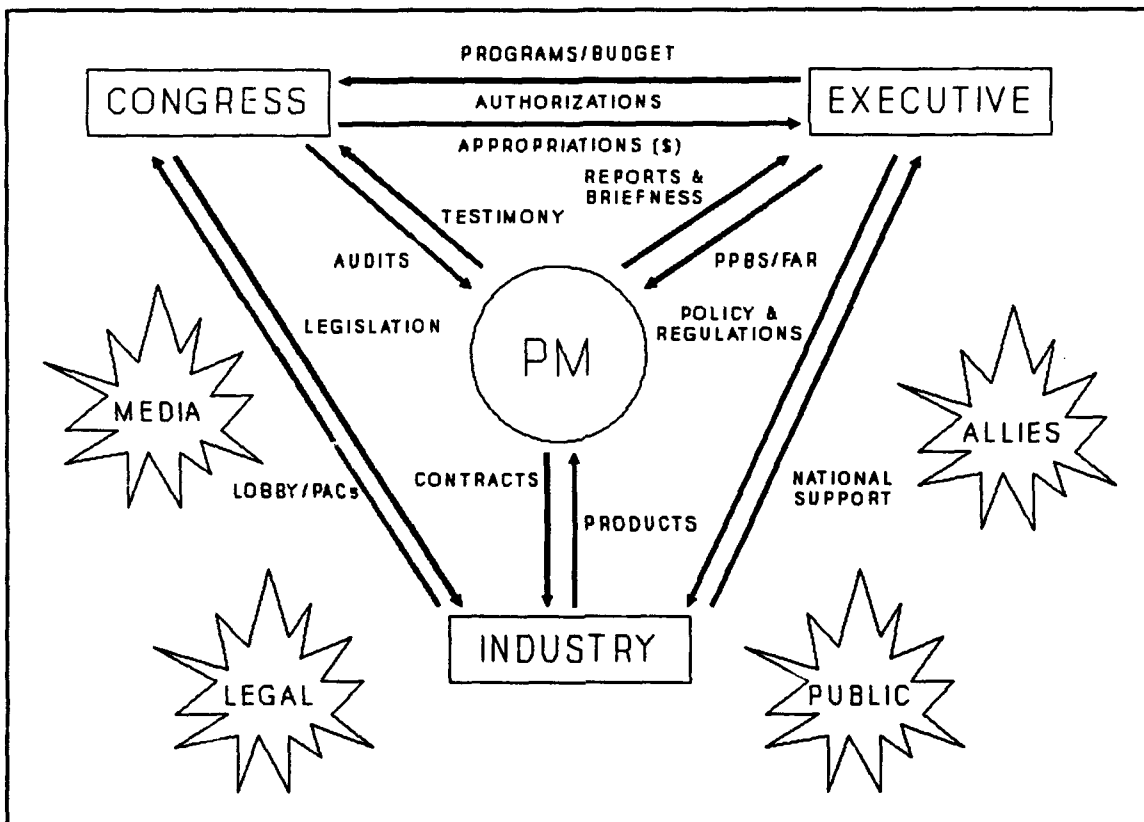 PROGRAMS/BUDGET
CONGRESS
EXECUTIVE
AUTHORIZATIONS
APPROPRIATIONS ($)
REPORTS &
BRIEFNESS
TESTIMONY
AUDITS
PPBS/FAR
LEGISLATION
POLICY &
REGULATIONS
PM
MEDIA
ALLIES
CONTRACTS
LOBBY/PACs
NATIONAL
SUPPORT
PRODUCTS
INDUSTRY
LEGAL
PUBLIC